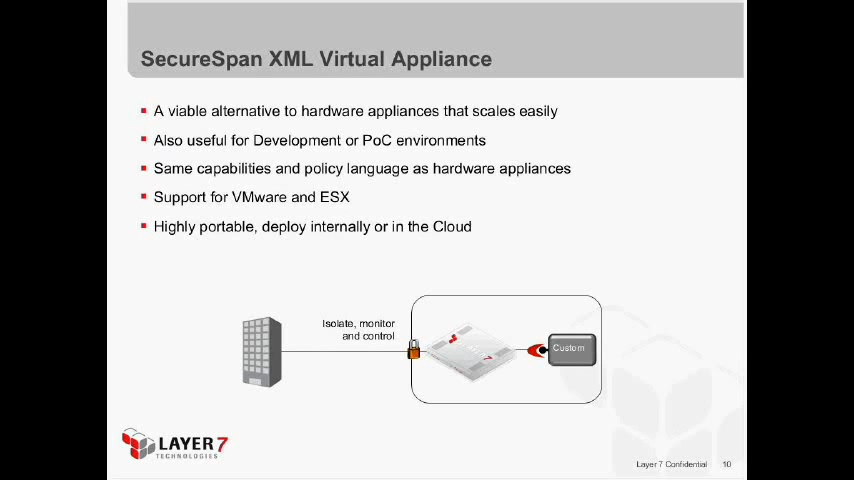 SecureSpan XML Virtual Appliance
A viable alternative to hardware appliances that scales easily
Also useful for Development or PoC environments
Same capabilities and policy language as hardware appliances
Support for VMware and ESX
Highly portable, deploy internally or in the Cloud
Isolate, monitor
and control
7
Custom
LAYER 7
TECHNOLOGIES
Layer 7 Confidential 10